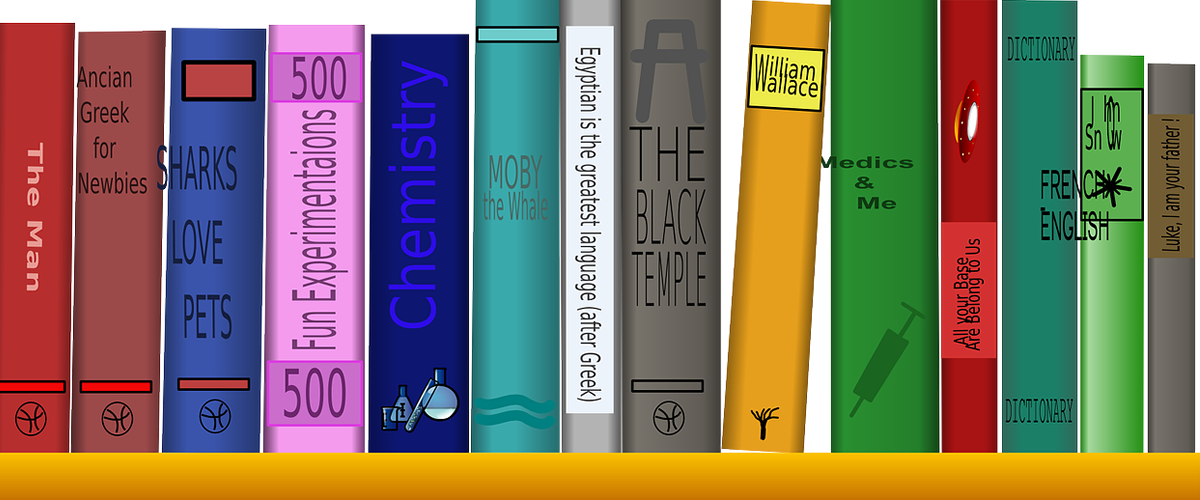 The Man
Ancian
Greek
for
Newbies
SHARKS
LOVE
PETS
500
Fun Experimentaions
500
Chemistry
MOBY
the Whale
Egyptian is the greatest language (after Greek)
THE
BLACK
TEMPLE
William
Wallace
Medics
&
Me
All your Base
Are Belong to Us
DICTIONARY
FRENCH
ENGLISH
DICTIONARY
Luke, I am your father !